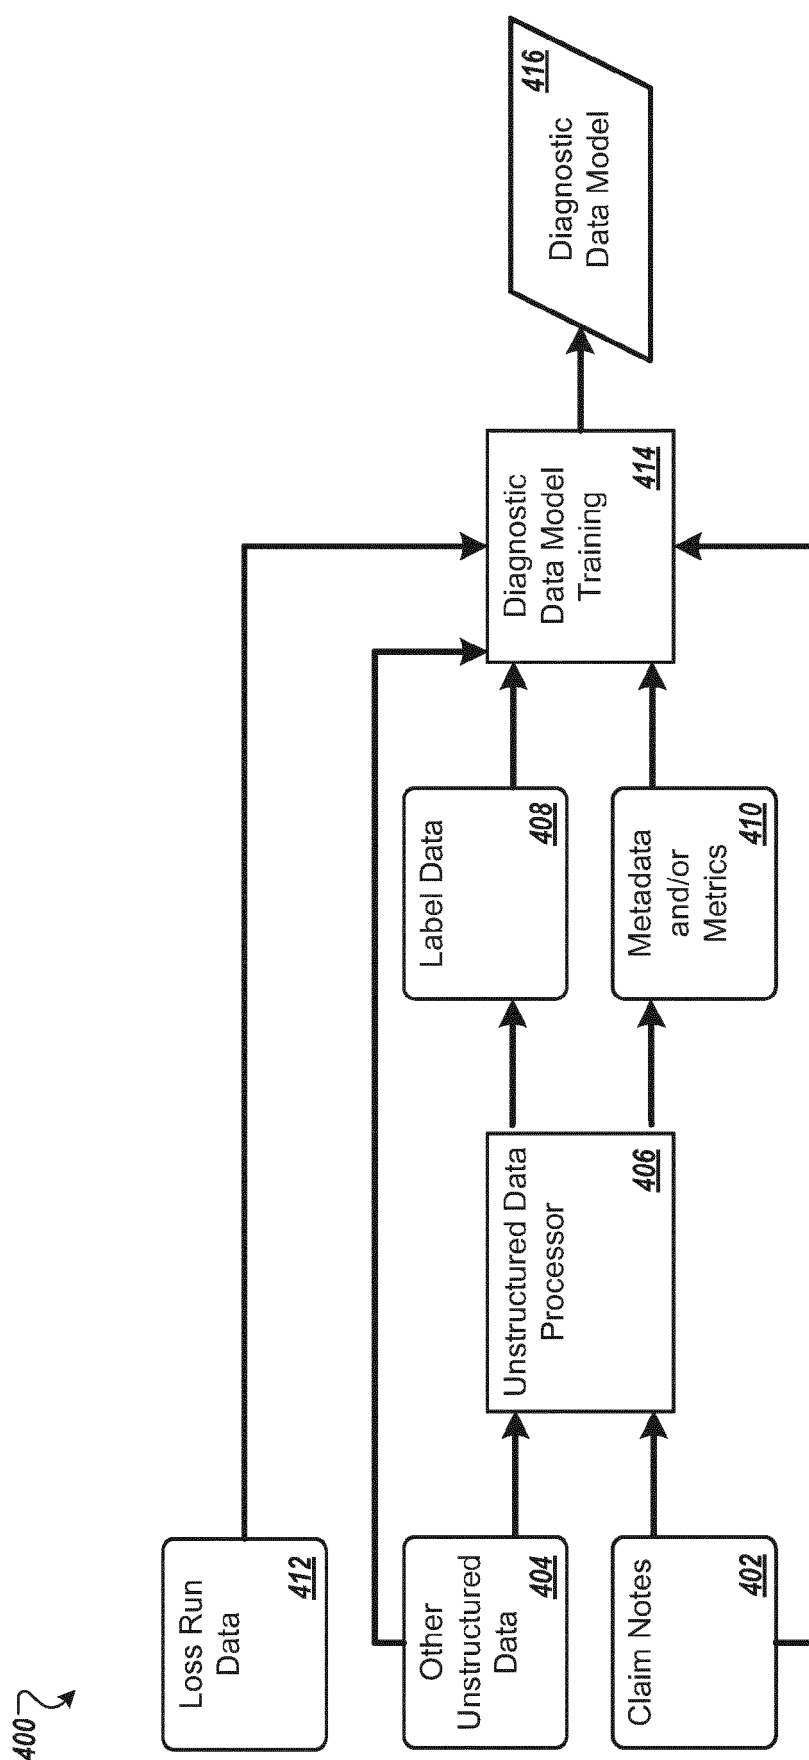 400
Loss Run
Data
412
Other
Unstructured
Data
404
Claim Notes
402
Unstructured Data
Processor
406
Label Data
408
Metadata
and/or
Metrics
410
Diagnostic
Data Model
Training
414
Diagnostic
Data Model
416